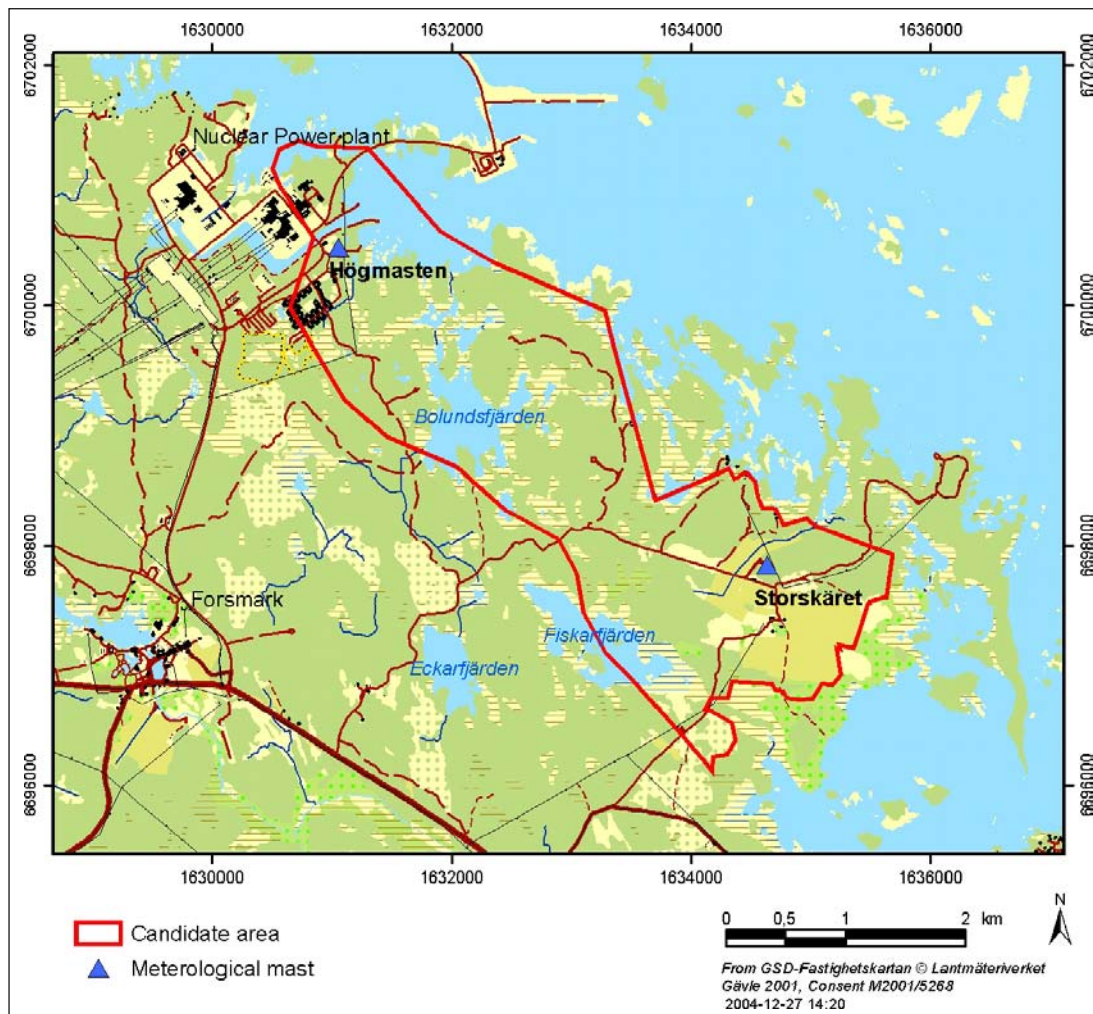 1630000 1632000 1634000 1636000
6702000 6702000
Nuclear Power plant
Högmasten
6700000 6700000
Bolundsfjärden
6698000 6698000
Forsmark
Storskäret
Fiskarfjärden
Eckarfjärden
6696000 6696000
1630000 1632000 1634000 1636000
Candidate area
Meterological mast
0 0,5 1 2 km
N
From GSD-Fastighetskartan © Lantmäteriverket
Gävle 2001, Consent M2001/5268
2004-12-27 14:20